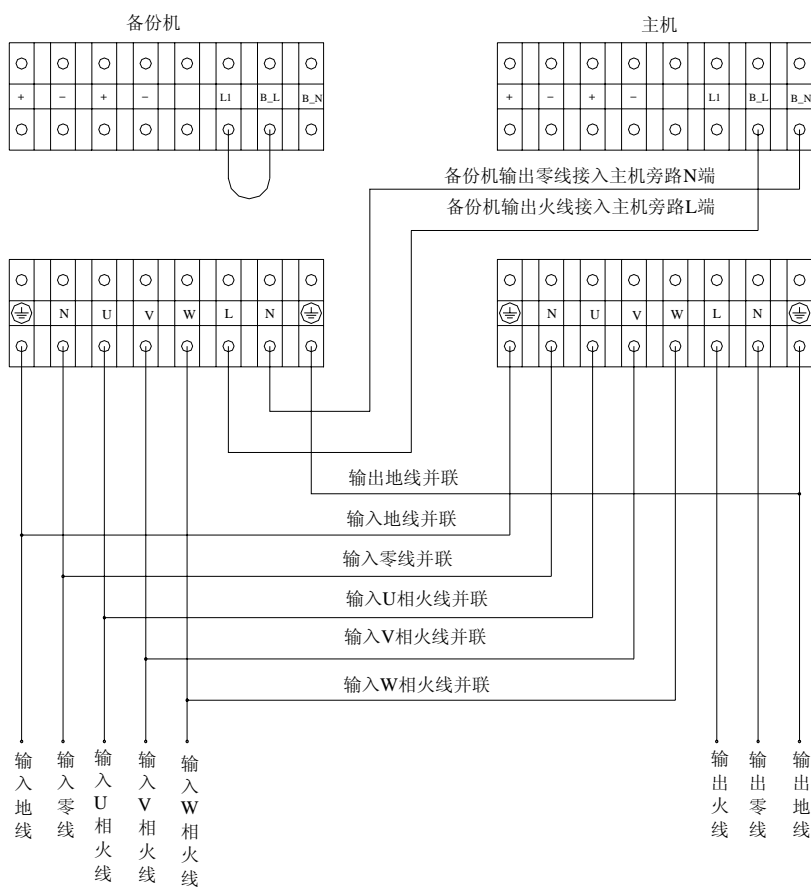 备份机
主机
+ − + − L1 B_L B_N
+ − + − L1 B_L B_N
备份机输出零线接入主机旁路N端
备份机输出火线接入主机旁路L端
N U V W L N
N U V W L N
输出地线并联
输入地线并联
输入零线并联
输入U相火线并联
输入V相火线并联
输入W相火线并联
输入地线
输入零线
输入U相火线
输入V相火线
输入W相火线
输出火线
输出零线
输出地线